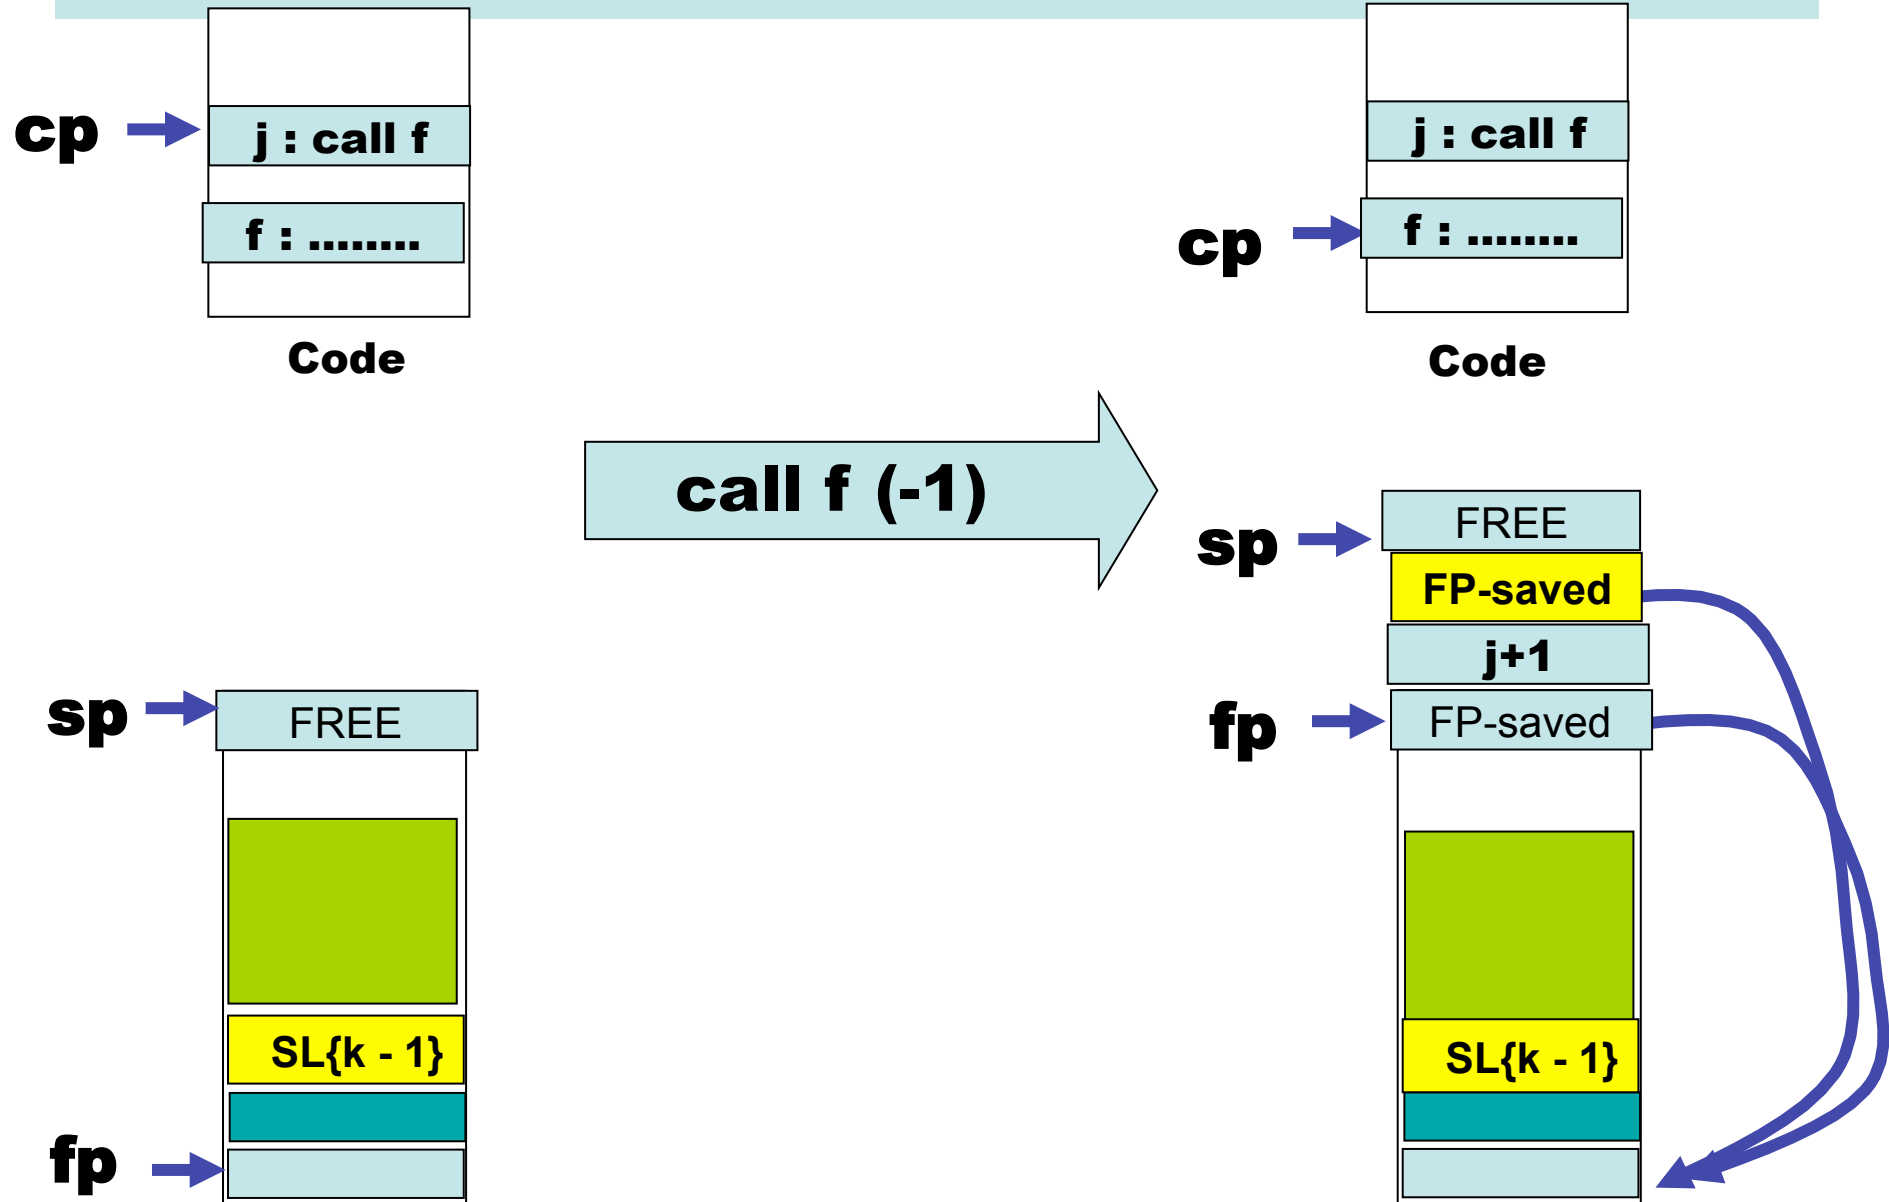 cp
j : call f
f : ........
Code
j : call f
cp
f : ........
Code
call f (-1)
sp
FREE
SL{k - 1}
fp
sp
FREE
FP-saved
j+1
fp
FP-saved
SL{k - 1}